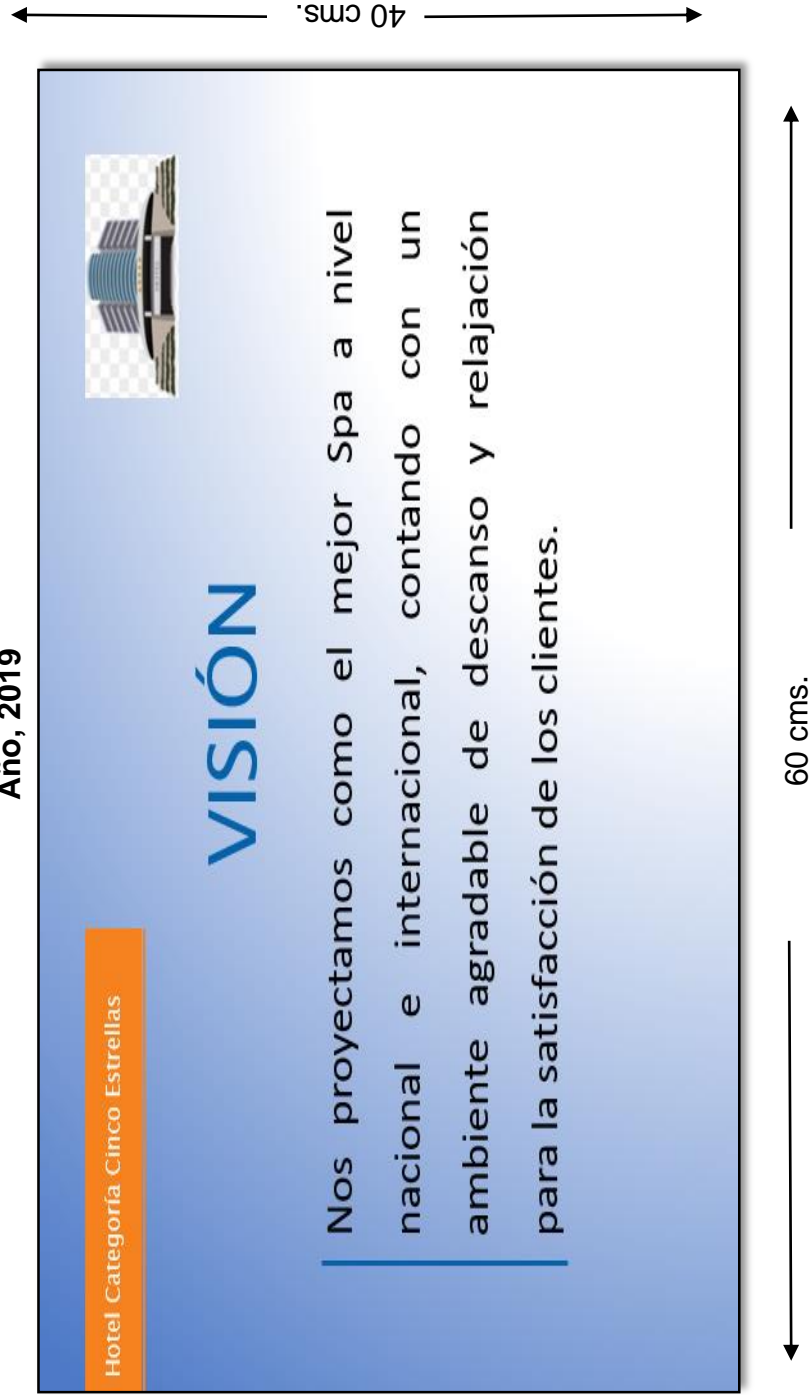 Año, 2019
Hotel Categoría Cinco Estrellas
VISIÓN
Nos proyectamos como el mejor Spa a nivel
nacional e internacional, contando con un
ambiente agradable de descanso y relajación
para la satisfacción de los clientes.
40 cms.
60 cms.